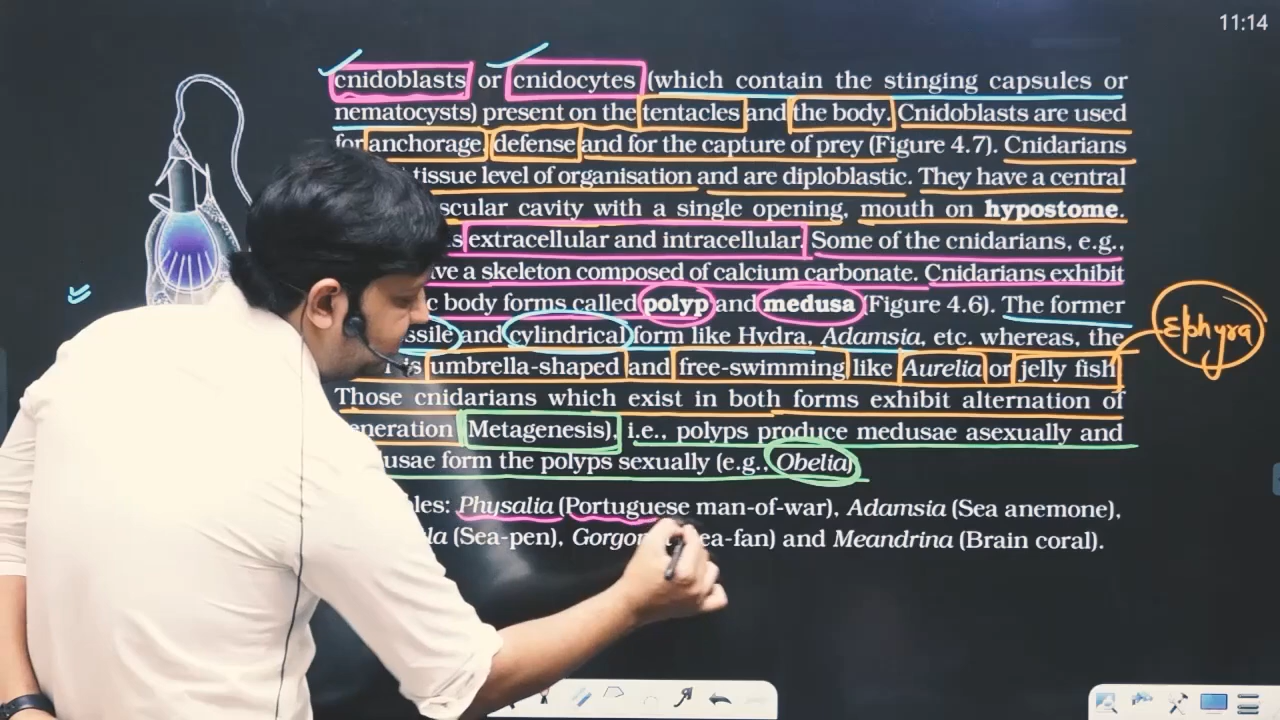 11:14
cnidoblasts or cnidocytes (which contain the stinging capsules or
nematocysts) present on the tentacles and the body. Cnidoblasts are used
for anchorage, defense and for the capture of prey (Figure 4.7). Cnidarians
tissue level of organisation and are diploblastic. They have a central
scular cavity with a single opening, mouth on hypostome.
extracellular and intracellular. Some of the cnidarians, e.g.,
ve a skeleton composed of calcium carbonate. Cnidarians exhibit
c body forms called polyp and medusa (Figure 4.6). The former
ssile and cylindrical form like Hydra, Adamsia, etc. whereas, the
is umbrella-shaped and free-swimming like Aurelia or jelly fish
Ephyra
Those cnidarians which exist in both forms exhibit alternation of
eneration (Metagenesis), i.e., polyps produce medusae asexually and
usae form the polyps sexually (e.g., Obelia)
les: Physalia (Portuguese man-of-war), Adamsia (Sea anemone),
la (Sea-pen), Gorgon ea-fan) and Meandrina (Brain coral).